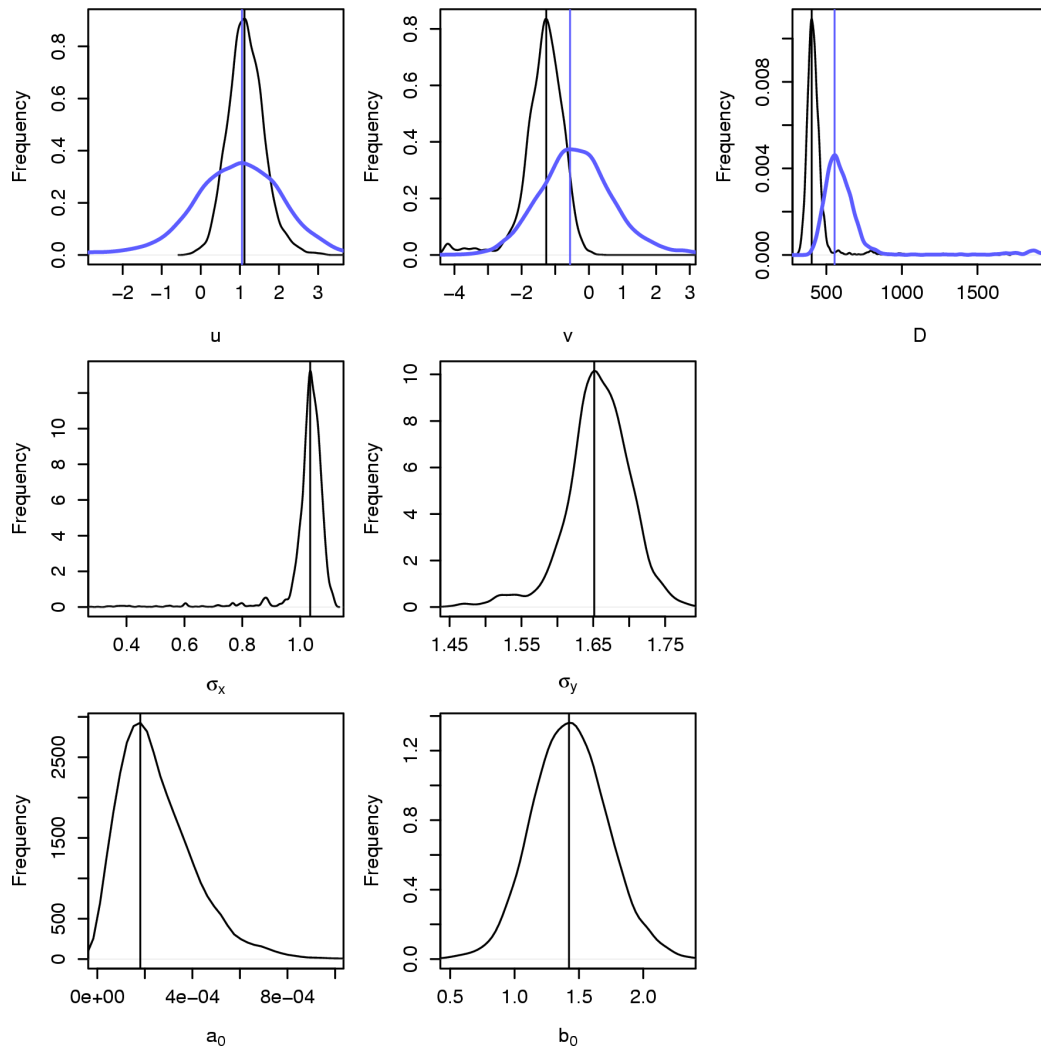 Frequency
0.0 0.2 0.4 0.6 0.8
−2 −1 0 1 2 3
u
Frequency
0.0 0.2 0.4 0.6 0.8
−4 −2 0 1 2 3
v
Frequency
0.000 0.004 0.008
500 1000 1500
D
Frequency
0 2 4 6 8 10
0.4 0.6 0.8 1.0
σx
Frequency
0 2 4 6 8 10
1.45 1.55 1.65 1.75
σy
Frequency
0 500 1500 2500
0e+00 4e−04 8e−04
a0
Frequency
0.0 0.4 0.8 1.2
0.5 1.0 1.5 2.0
b0